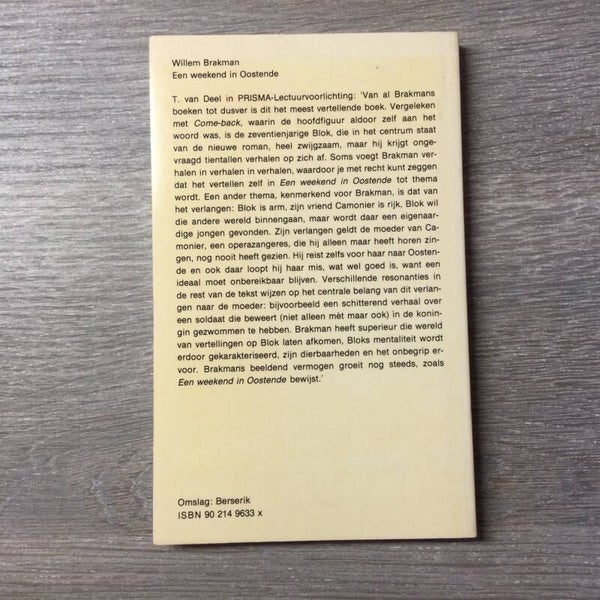 Willem Brakman
Een weekend in Oostende
T. van Deel in PRISMA-Lectuurvoorlichting: 'Van al Brakmans
boeken tot dusver is dit het meest vertellende boek. Vergeleken
met Come-back, waarin de hoofdfiguur aldoor zelf aan het
woord was, is de zeventienjarige Blok, die in het centrum staat
van de nieuwe roman, heel zwijgzaam, maar hij krijgt onge-
vraagd tientallen verhalen op zich af. Soms voegt Brakman ver-
halen in verhalen in verhalen, waardoor je met recht kunt zeggen
dat het vertellen zelf in Een weekend in Oostende tot thema
wordt. Een ander thema, kenmerkend voor Brakman, is dat van
het verlangen: Blok is arm, zijn vriend Camonier is rijk, Blok wil
die andere wereld binnengaan, maar wordt daar een eigenaar-
dige jongen gevonden. Zijn verlangen geldt de moeder van Ca-
monier, een operazangeres, die hij alleen maar heeft horen zin-
gen, nog nooit heeft gezien. Hij reist zelfs voor haar naar Oosten-
de en ook daar loopt hij haar mis, wat wel goed is, want een
ideaal moet onbereikbaar blijven. Verschillende resonanties in
de rest van de tekst wijzen op het centrale belang van dit verlan-
gen naar de moeder: bijvoorbeeld een schitterend verhaal over
een soldaat die beweert (niet alleen mèt maar ook) ìn de konin-
gin gezwommen te hebben. Brakman heeft superieur die wereld
van vertellingen op Blok laten afkomen, Bloks mentaliteit wordt
erdoor gekarakteriseerd, zijn dierbaarheden en het onbegrip er-
voor. Brakmans beeldend vermogen groeit nog steeds, zoals
Een weekend in Oostende bewijst.'
Omslag: Berserik
ISBN 90 214 9633 x